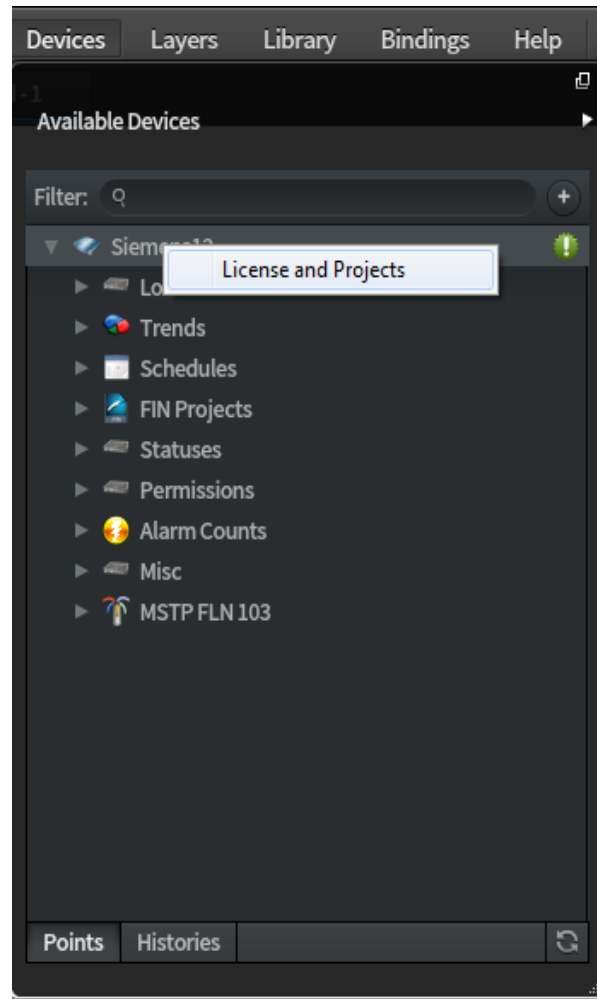 Devices Layers Library Bindings Help
Available Devices
Filter:
License and Projects
Trends
Schedules
FIN Projects
Statuses
Permissions
Alarm Counts
Misc
MSTP FLN 103
Points Histories